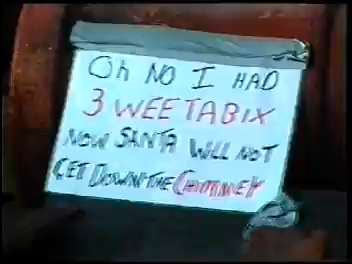 Oh NO I HAD
3 WEETABIX
NOW SANTA WILL NOT
GET DOWN THE CHIMNEY